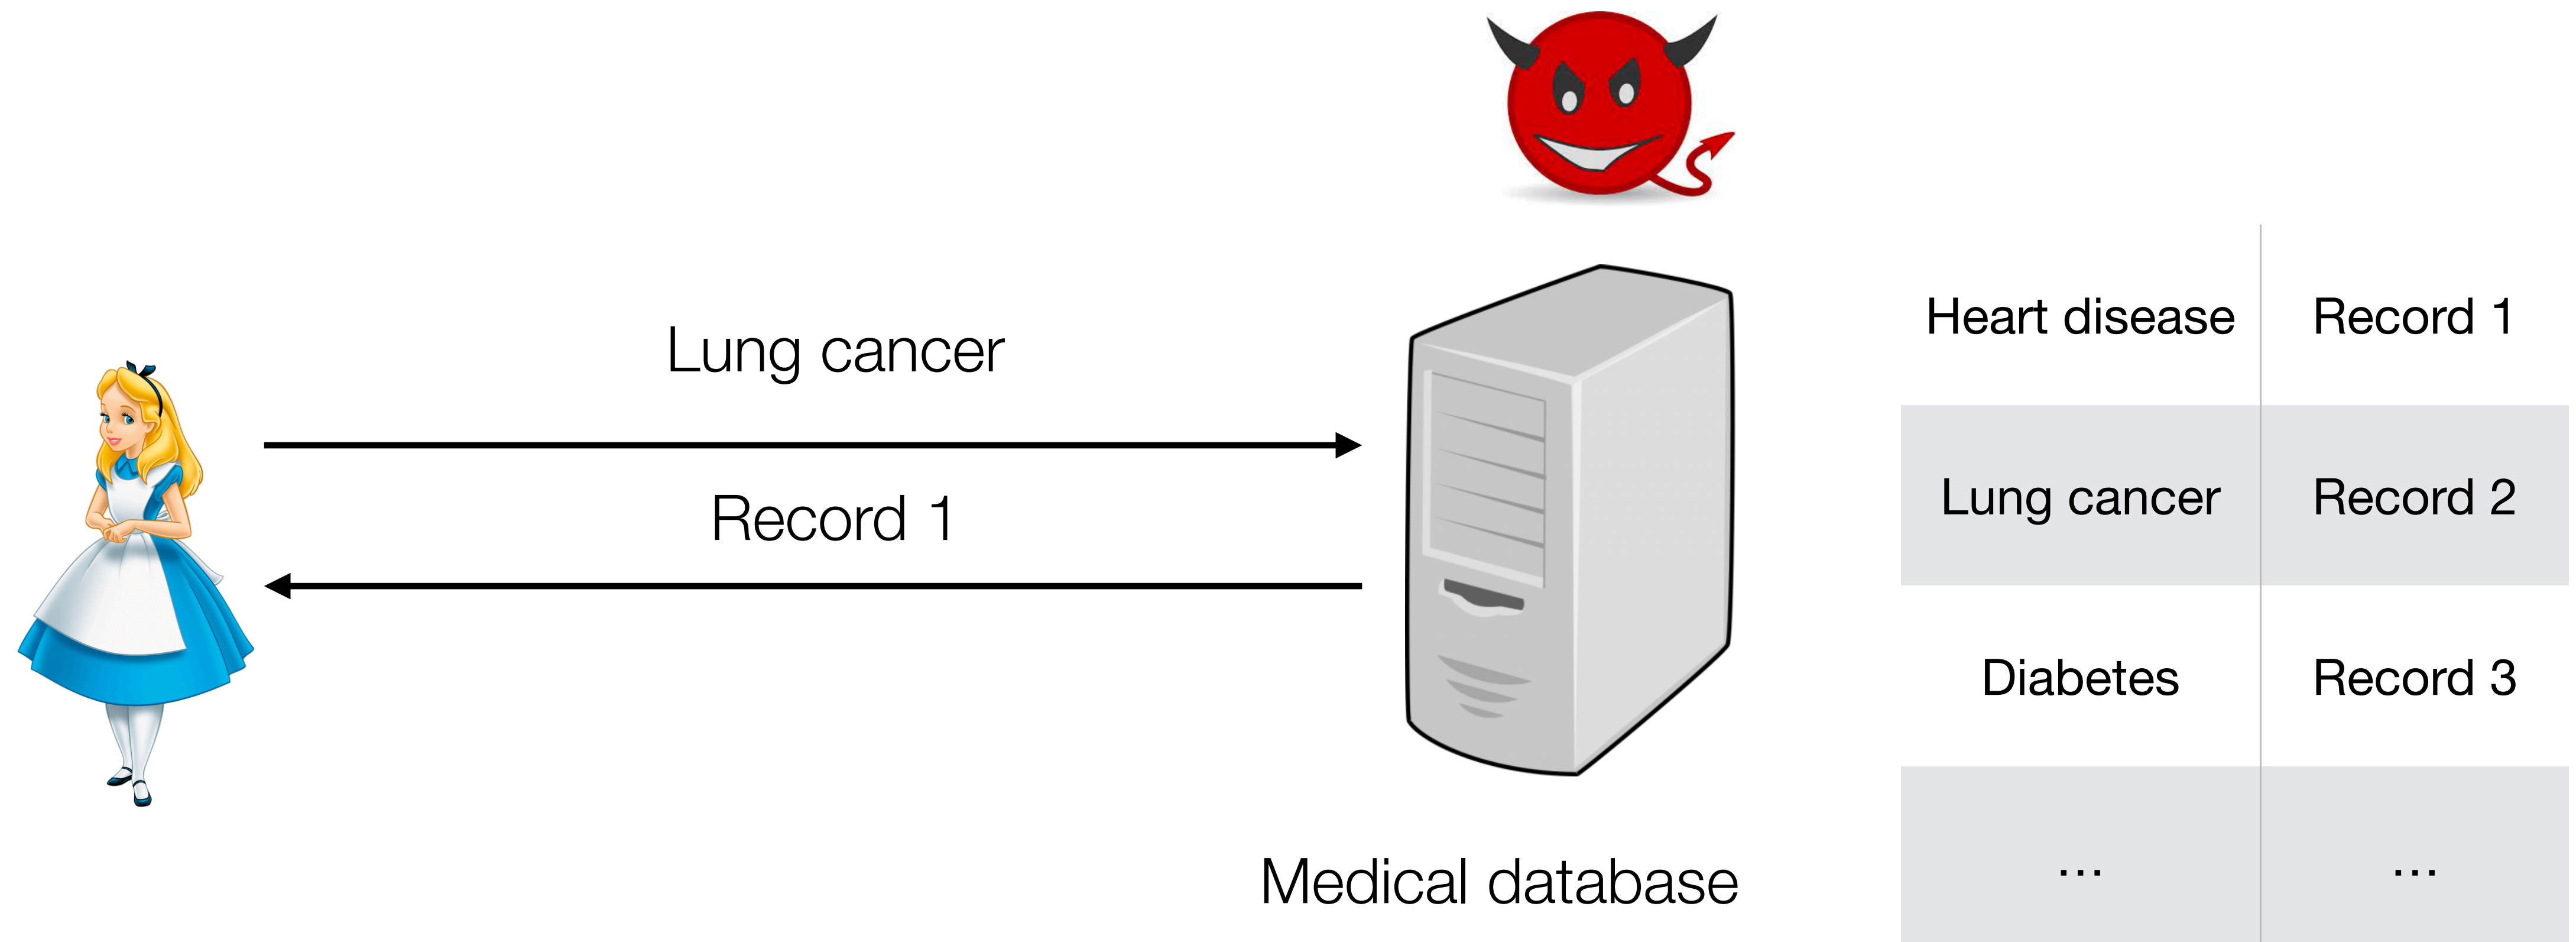 Lung cancer
Record 1
Medical database
Heart disease Record 1
Lung cancer Record 2
Diabetes Record 3
... ...